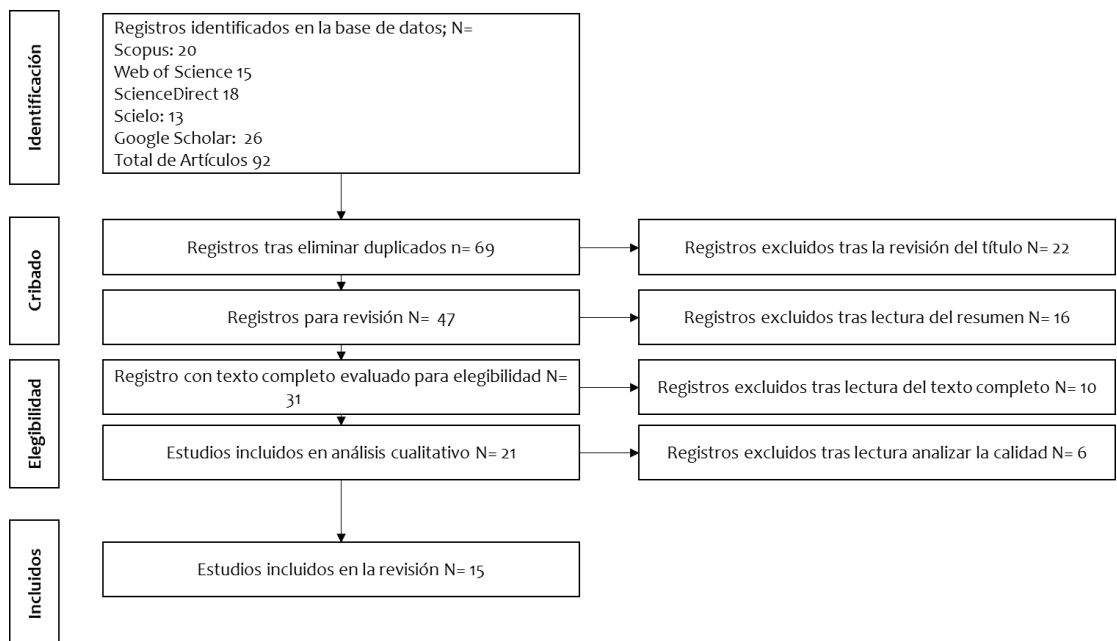 Identificación
Registros identificados en la base de datos; N=
Scopus: 20
Web of Science 15
ScienceDirect 18
Scielo: 13
Google Scholar:  26
Total de Artículos 92
Cribado
Registros tras eliminar duplicados n= 69
Registros excluidos tras la revisión del título N= 22
Registros para revisión N=  47
Registros excluidos tras lectura del resumen N= 16
Elegibilidad
Registro con texto completo evaluado para elegibilidad N=
31
Registros excluidos tras lectura del texto completo N= 10
Estudios incluidos en análisis cualitativo N= 21
Registros excluidos tras lectura analizar la calidad N= 6
Incluidos
Estudios incluidos en la revisión N= 15